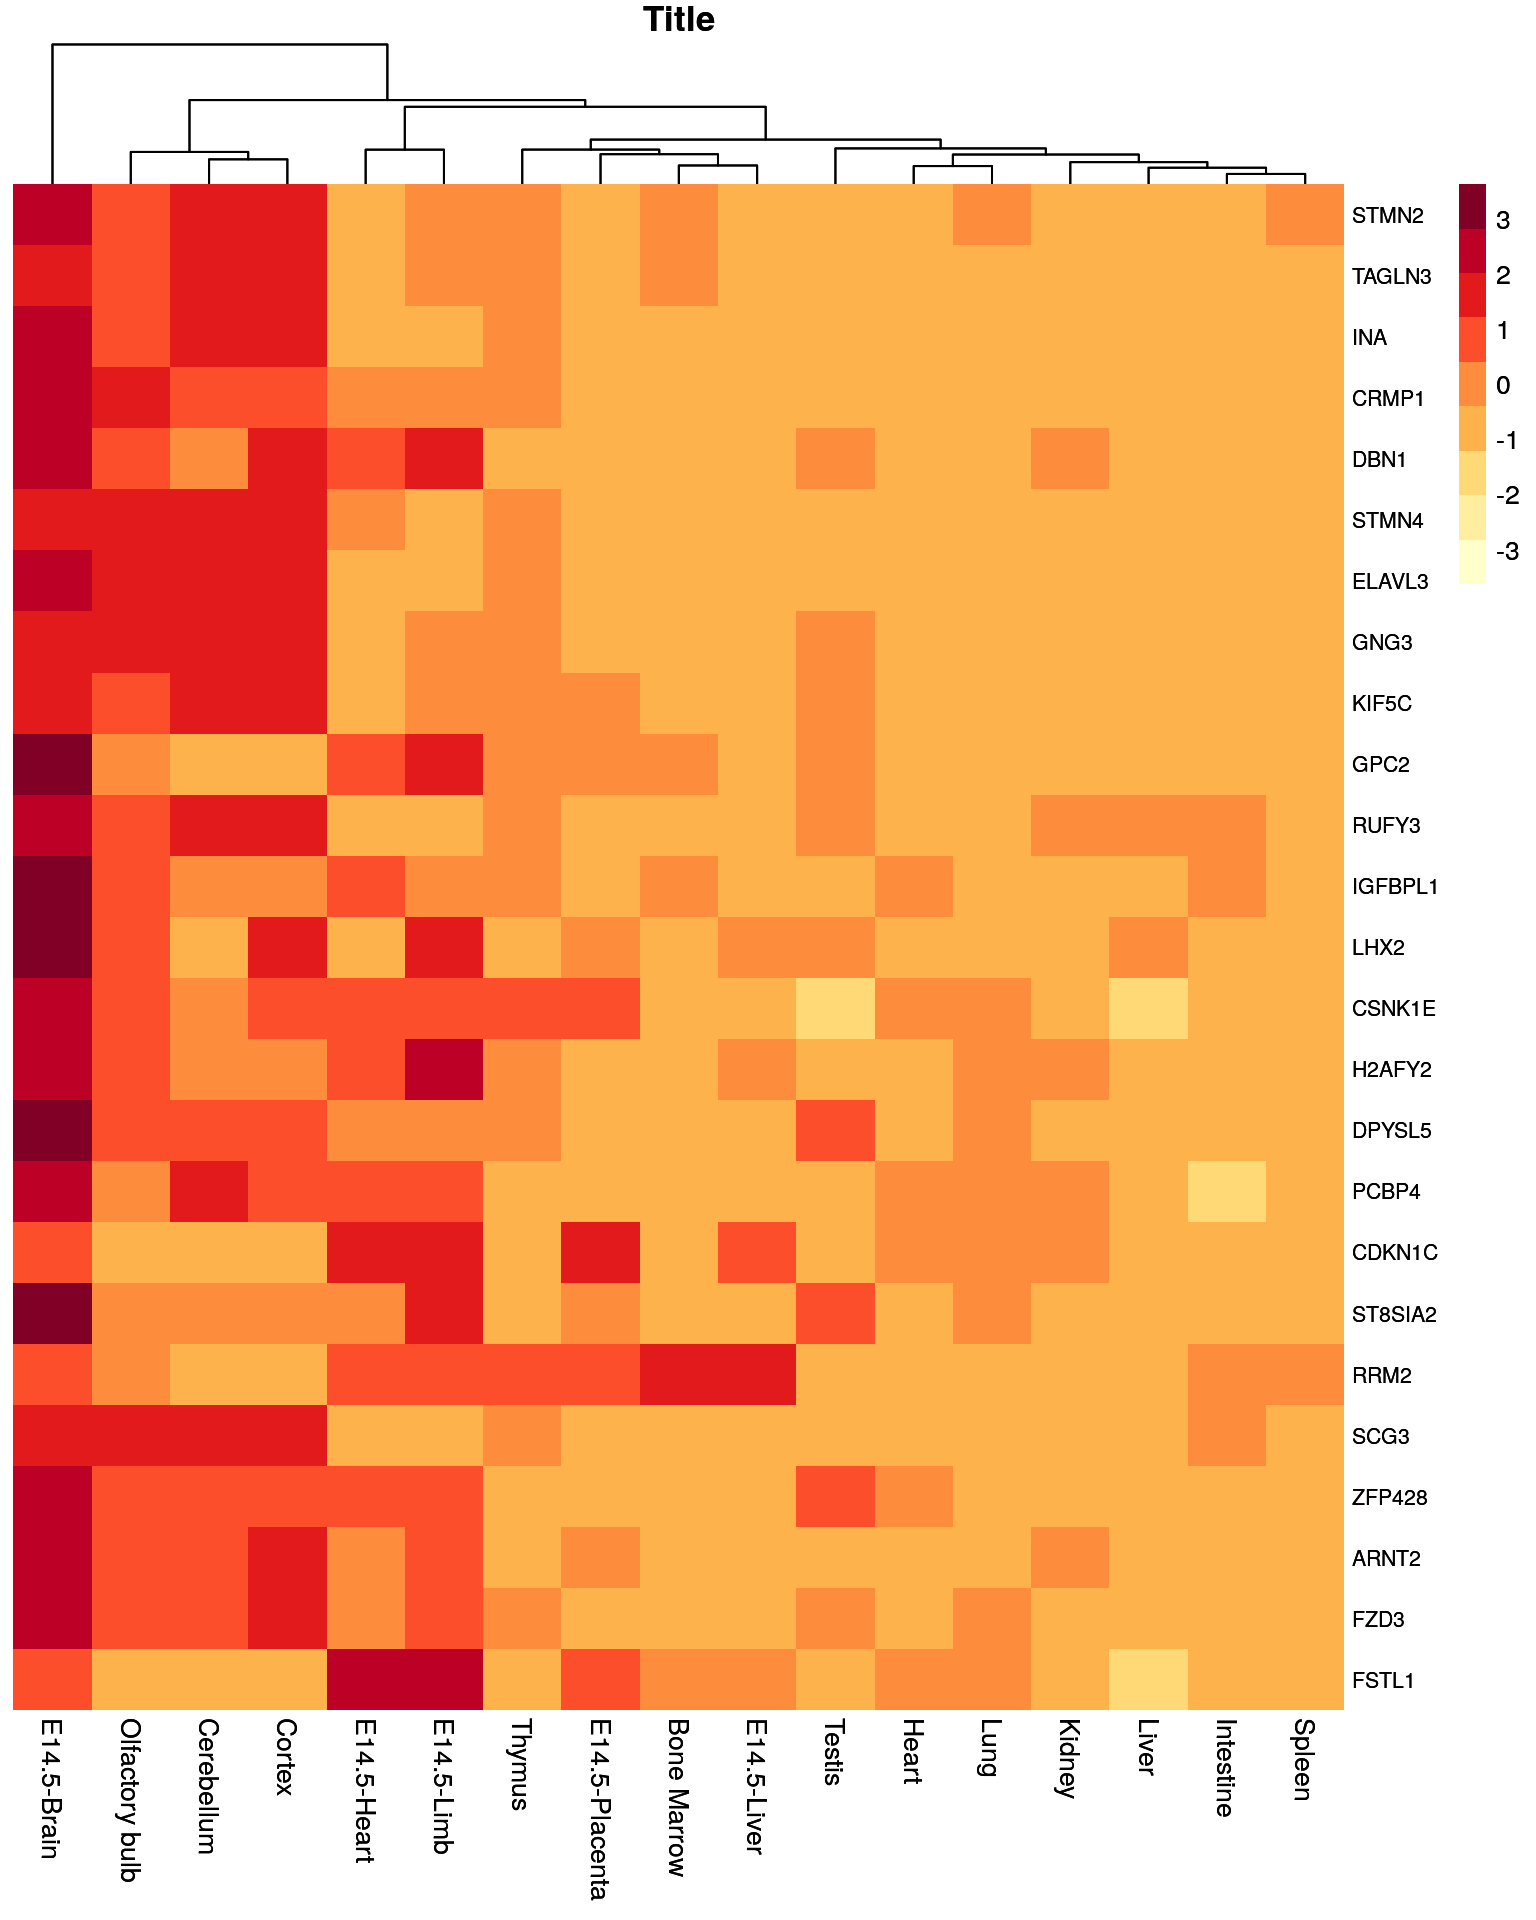 Title
STMN2
TAGLN3
INA
CRMP1
DBN1
STMN4
ELAVL3
GNG3
KIF5C
GPC2
RUFY3
IGFBPL1
LHX2
CSNK1E
H2AFY2
DPYSL5
PCBP4
CDKN1C
ST8SIA2
RRM2
SCG3
ZFP428
ARNT2
FZD3
FSTL1
3
2
1
0
-1
-2
-3
E14.5-Brain
Olfactory bulb
Cerebellum
Cortex
E14.5-Heart
E14.5-Limb
Thymus
E14.5-Placenta
Bone Marrow
E14.5-Liver
Testis
Heart
Lung
Kidney
Liver
Intestine
Spleen